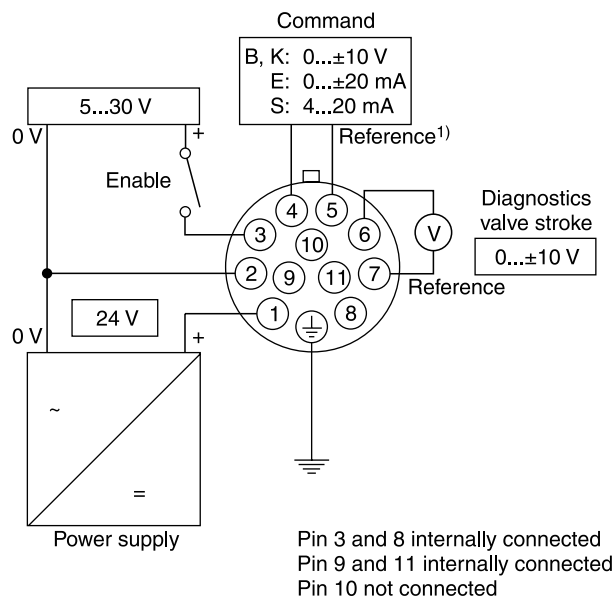 Command
B, K: 0...±10 V
E: 0...±20 mA
S: 4...20 mA
5...30 V
0 V
+
Reference1)
Enable
4
5
3
6
10
V
Diagnostics
valve stroke
0...±10 V
2
9
11
7
Reference
24 V
1
8
0 V
+
~
=
Power supply
Pin 3 and 8 internally connected
Pin 9 and 11 internally connected
Pin 10 not connected